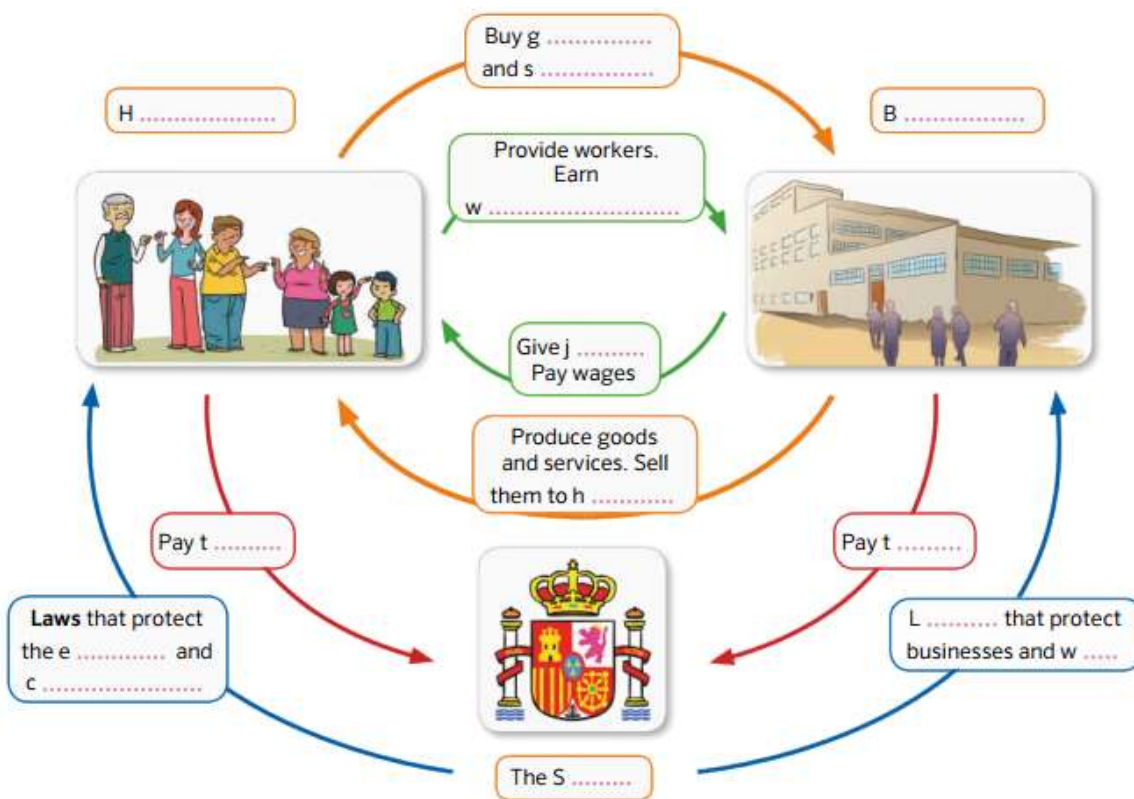 Buy g ................
and s .................
H ....................
B ..................
Provide workers.
Earn
w ............................
Give j ..........
Pay wages
Produce goods
and services. Sell
them to h ............
Pay t ..........
Pay t ..........
Laws that protect
the e ............. and
c .......................
L .......... that protect
businesses and w .....
The S .........